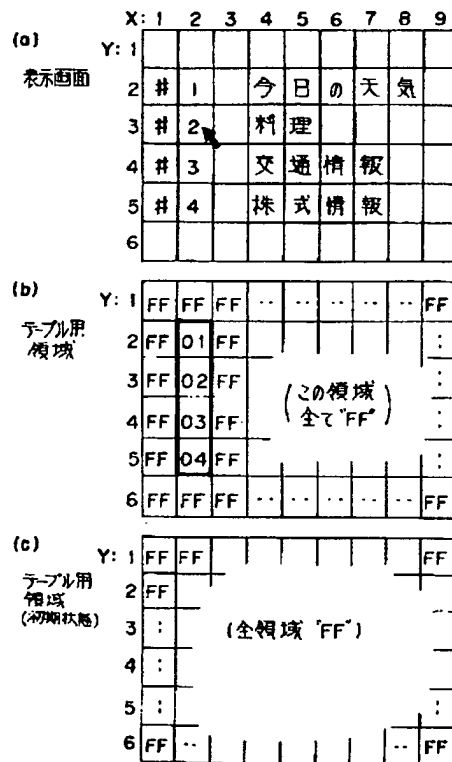 X: 1 2 3 4 5 6 7 8 9
(a)
表示画面
Y: 1
2 # 1 今日の天気
3 # 2 料理
4 # 3 交通情報
5 # 4 株式情報
6
(b)
テーブル用
領域
Y: 1 FF FF FF ‥ ‥ ‥ ‥ ‥ FF
2 FF 01 FF :
3 FF 02 FF (この領域 :
4 FF 03 FF 全て"FF") :
5 FF 04 FF :
6 FF FF FF ‥ ‥ ‥ ‥ ‥ FF
(c)
テーブル用
領域
(初期状態)
Y: 1 FF FF FF
2 FF
3 : (全領域 "FF") :
4 : :
5 : :
6 FF ‥ ‥ FF